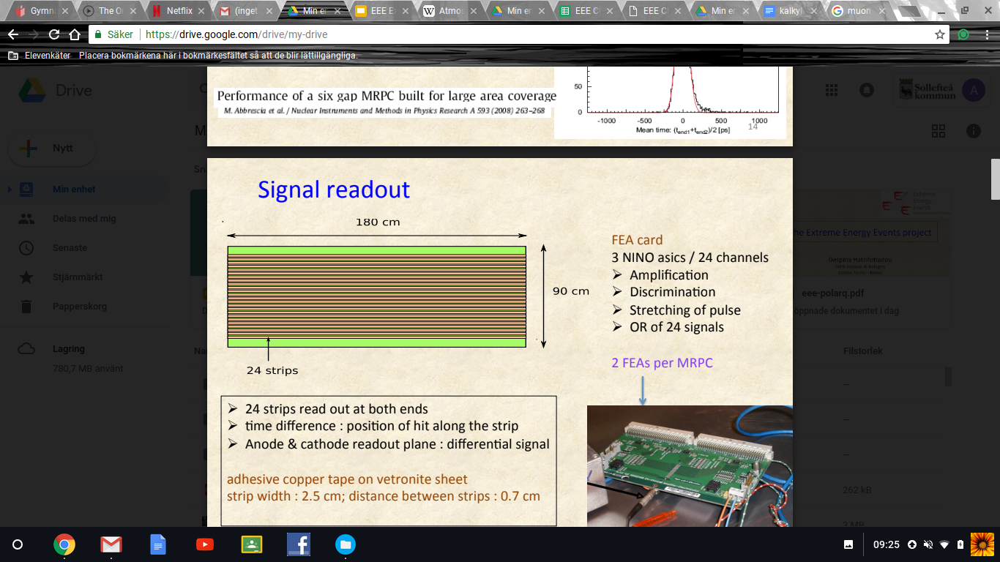 Gymn
The O
Netflix
M (inget
Min en
EEE E
W Atmos
Min en
EEE C
EEE C
Min en
kalkyl
muon
Säker
https://drive.google.com/drive/my-drive
Elevenkäter Placera bokmärkena här i bokmärkesfältet så att de blir lättillgängliga.
Drive
Sollefteå
kommun
A
Nytt
Min enhet
Delas med mig
Senaste
Stjärnmärkt
Papperskorg
Lagring
780,7 MB använt
Performance of a six gap MRPC built for large area coverage
M. Abbrescia et al. / Nuclear Instruments and Methods in Physics Research A 593 (2008) 263–268
50
0
-1000 -500 0 500 1000
Mean time: (tend1+tend2)/2 [ps]
14
Signal readout
180 cm
90 cm
24 strips
FEA card
3 NINO asics / 24 channels
➢ Amplification
➢ Discrimination
➢ Stretching of pulse
➢ OR of 24 signals
2 FEAs per MRPC
➢ 24 strips read out at both ends
➢ time difference : position of hit along the strip
➢ Anode & cathode readout plane : differential signal
adhesive copper tape on vetronite sheet
strip width : 2.5 cm; distance between strips : 0.7 cm
Extreme
Energy
Events
he Extreme Energy Events project
Despina Hatzifotiadou
eee-polarq.pdf
öppnade dokumentet i dag
Filstorlek
–
–
–
262 kB
3 MB
09:25